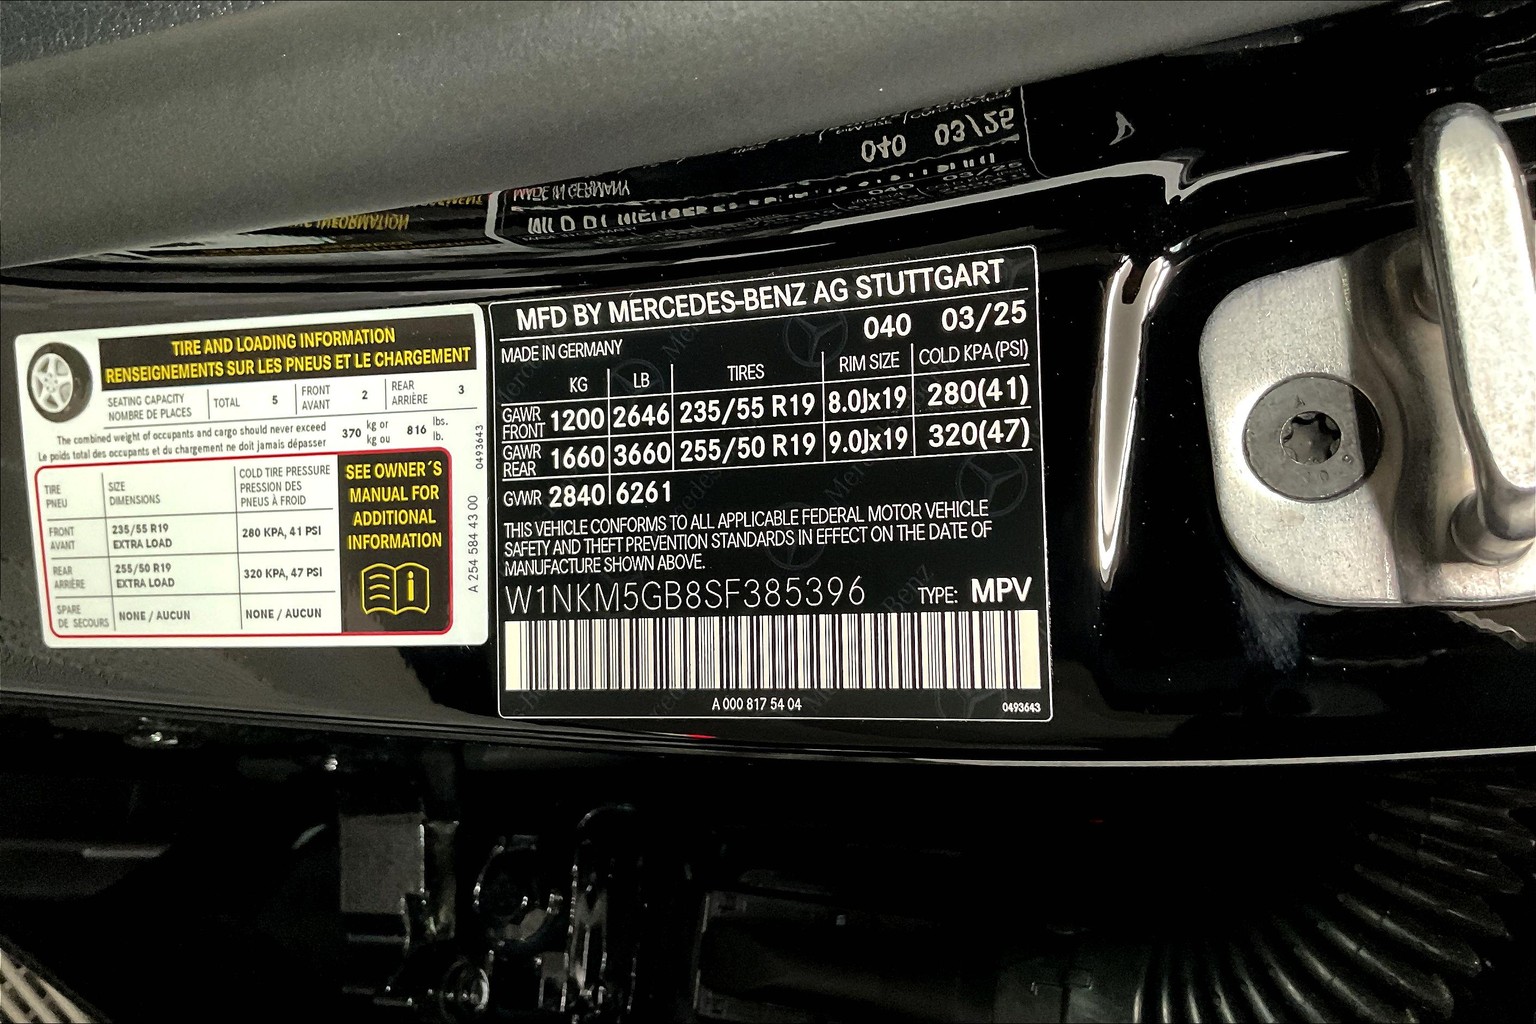 TIRE AND LOADING INFORMATION
RENSEIGNEMENTS SUR LES PNEUS ET LE CHARGEMENT
SEATING CAPACITY
NOMBRE DE PLACES
TOTAL 5
FRONT
AVANT
2
REAR
ARRIÈRE
3
The combined weight of occupants and cargo should never exceed
Le poids total des occupants et du chargement ne doit jamais dépasser
370 kg or
kg ou
816 lbs.
lb.
TIRE
PNEU
SIZE
DIMENSIONS
COLD TIRE PRESSURE
PRESSION DES
PNEUS À FROID
FRONT
AVANT
235/55 R19
EXTRA LOAD
280 KPA, 41 PSI
REAR
ARRIÈRE
255/50 R19
EXTRA LOAD
320 KPA, 47 PSI
SPARE
DE SECOURS
NONE / AUCUN
NONE / AUCUN
SEE OWNER´S
MANUAL FOR
ADDITIONAL
INFORMATION
A 254 584 43 00
0493643
MFD BY MERCEDES-BENZ AG STUTTGART
040 03/25
MADE IN GERMANY
KG LB TIRES RIM SIZE COLD KPA(PSI)
GAWR
FRONT
1200 2646 235/55 R19 8.0Jx19 280(41)
GAWR
REAR
1660 3660 255/50 R19 9.0Jx19 320(47)
GVWR 2840 6261
THIS VEHICLE CONFORMS TO ALL APPLICABLE FEDERAL MOTOR VEHICLE
SAFETY AND THEFT PREVENTION STANDARDS IN EFFECT ON THE DATE OF
MANUFACTURE SHOWN ABOVE.
W1NKM5GB8SF385396 TYPE: MPV
A 000 817 54 04
0493643